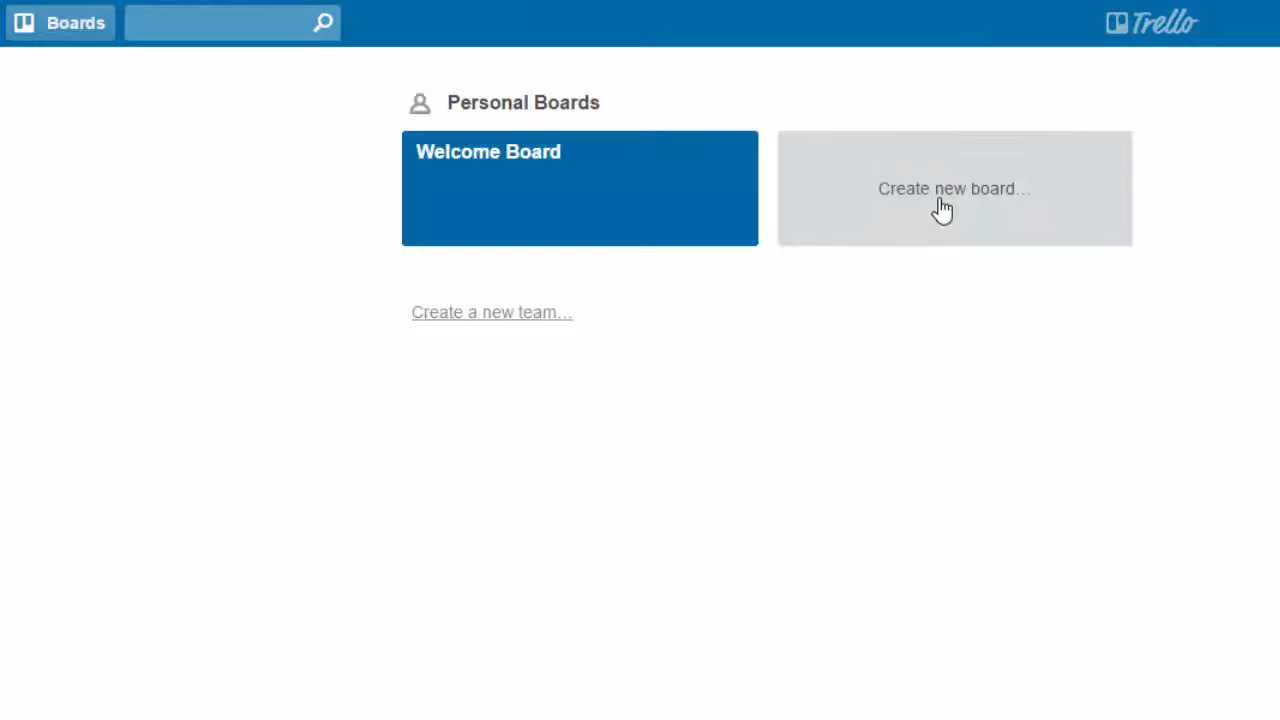 Boards
Trello
Personal Boards
Welcome Board
Create new board...
Create a new team...